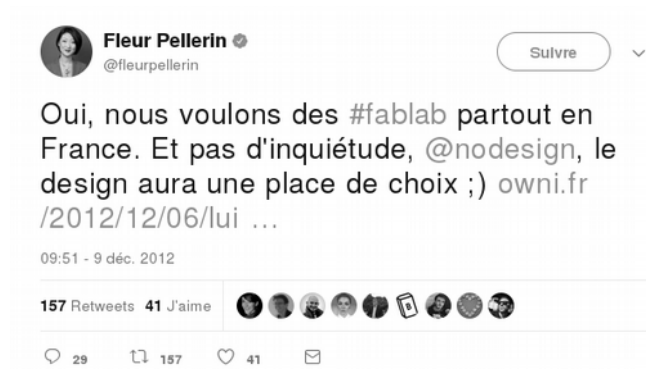 Fleur Pellerin
@fleurpellerin
Suivre
Oui, nous voulons des #fablab partout en
France. Et pas d'inquiétude, @nodesign, le
design aura une place de choix ;) owni.fr
/2012/12/06/lui …
09:51 - 9 déc. 2012
157 Retweets 41 J'aime
29 157 41